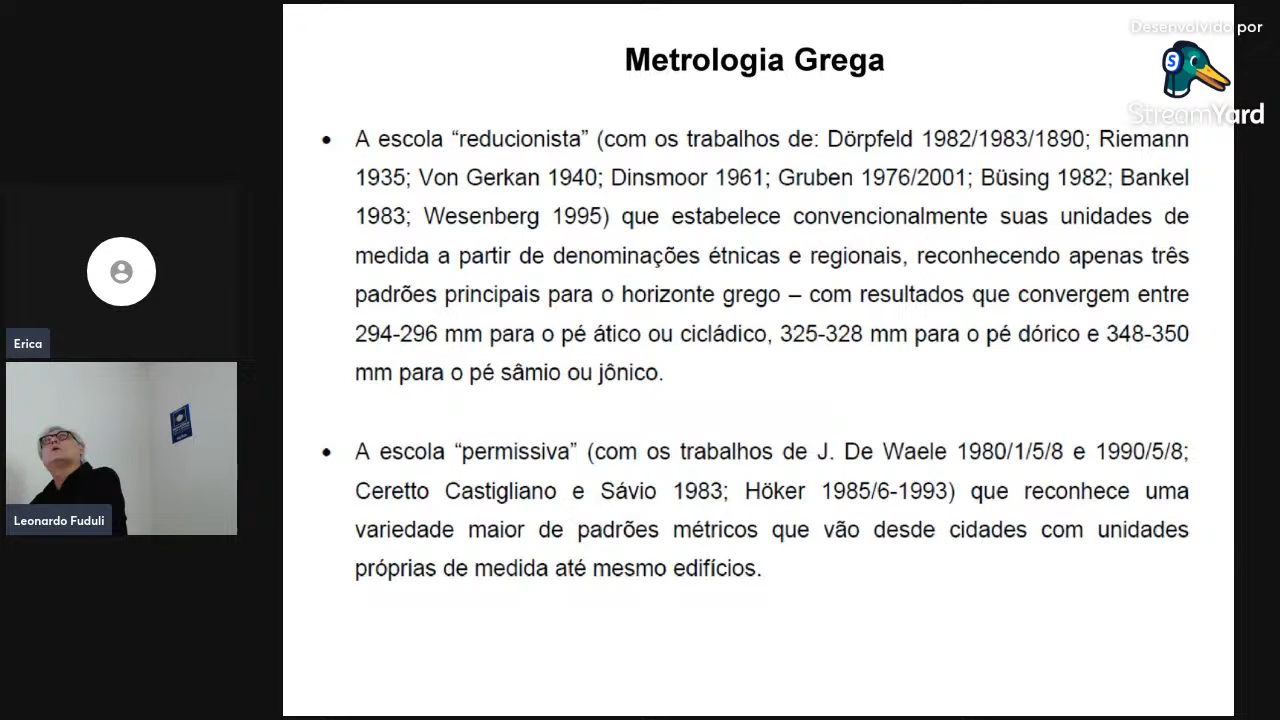 Desenvolvido por
StreamYard
Metrologia Grega
• A escola “reducionista” (com os trabalhos de: Dörpfeld 1982/1983/1890; Riemann
1935; Von Gerkan 1940; Dinsmoor 1961; Gruben 1976/2001; Büsing 1982; Bankel
1983; Wesenberg 1995) que estabelece convencionalmente suas unidades de
medida a partir de denominações étnicas e regionais, reconhecendo apenas três
padrões principais para o horizonte grego – com resultados que convergem entre
294-296 mm para o pé ático ou cicládico, 325-328 mm para o pé dórico e 348-350
mm para o pé sâmio ou jônico.
• A escola “permissiva” (com os trabalhos de J. De Waele 1980/1/5/8 e 1990/5/8;
Ceretto Castigliano e Sávio 1983; Höker 1985/6-1993) que reconhece uma
variedade maior de padrões métricos que vão desde cidades com unidades
próprias de medida até mesmo edifícios.
Erica
Leonardo Fuduli